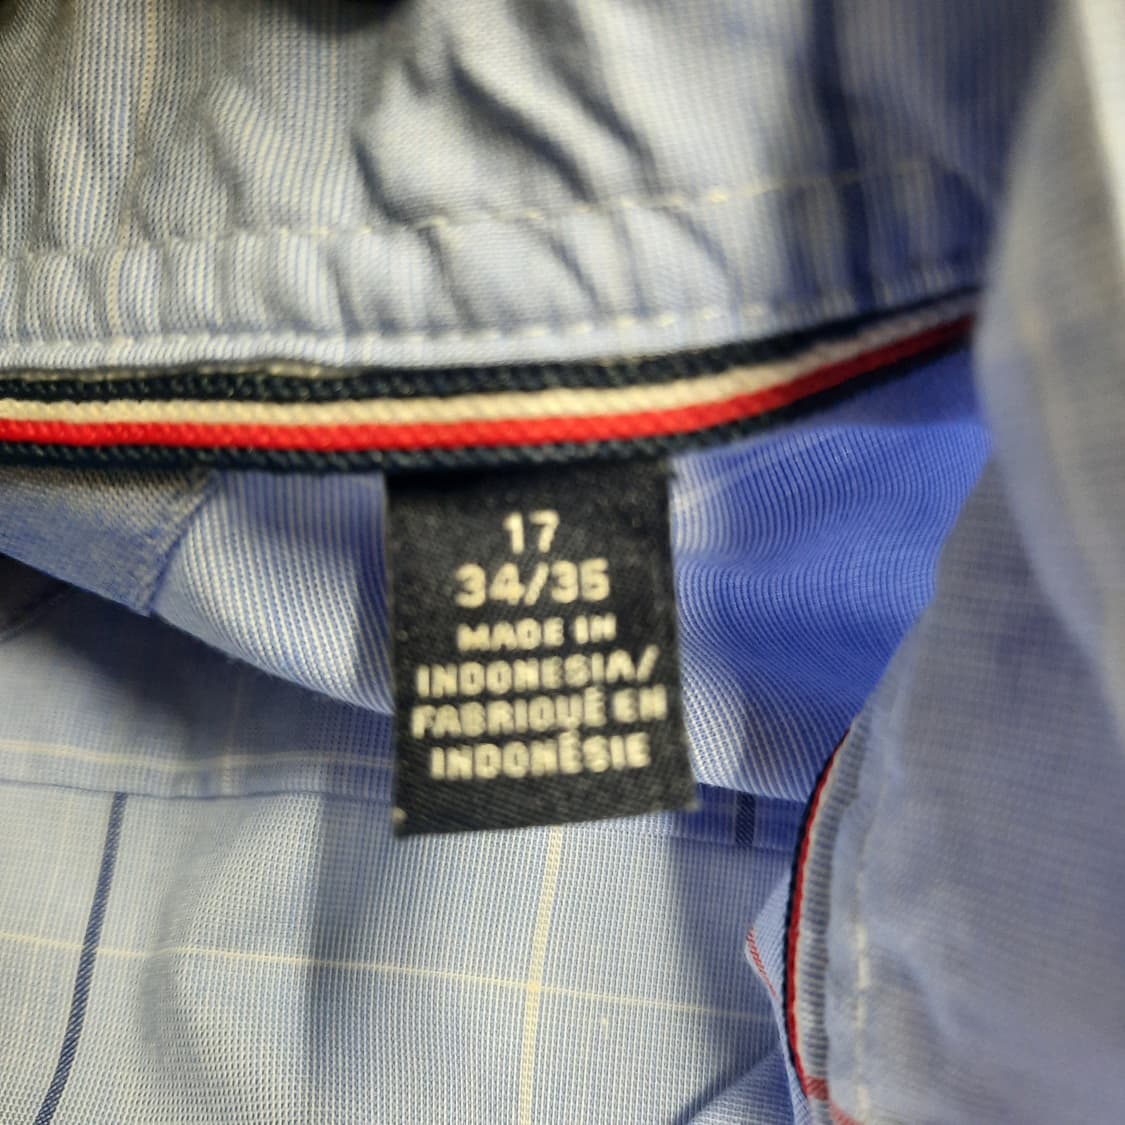 17
34/35
MADE IN
INDONESIA/
FABRIQUÉ EN
INDONÉSIE